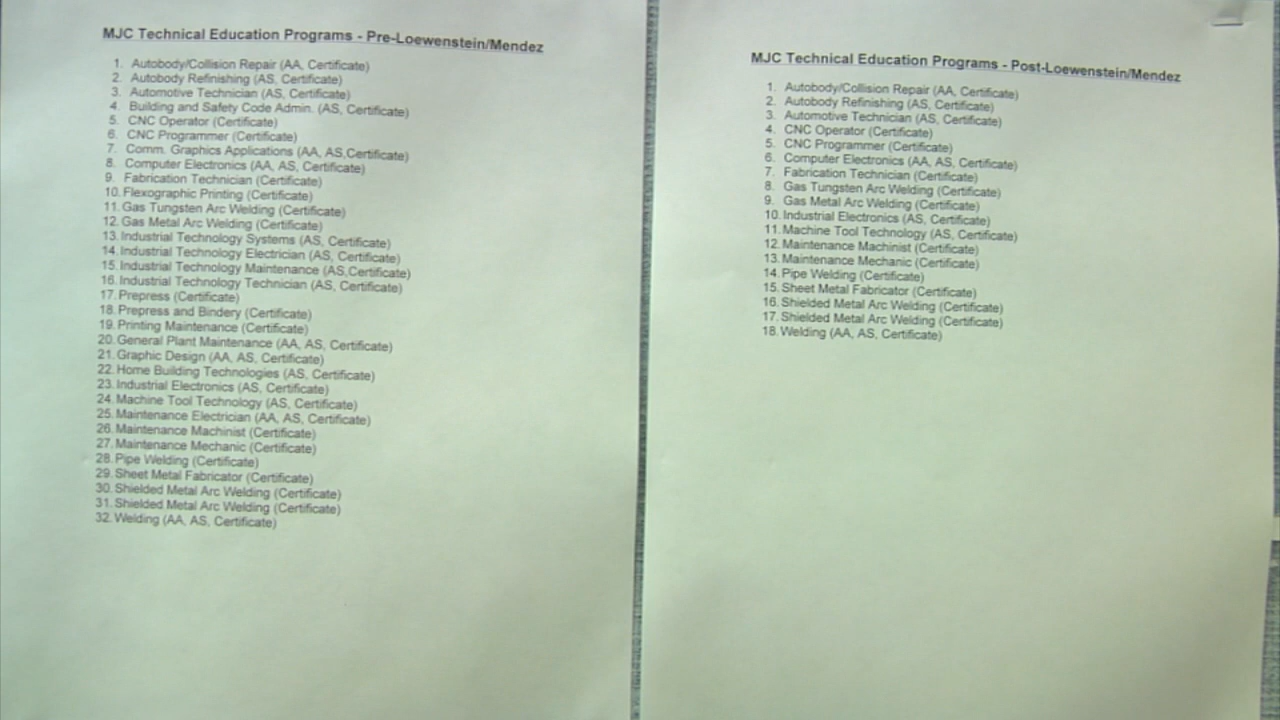 MJC Technical Education Programs - Pre-Loewenstein/Mendez
1. Autobody/Collision Repair (AA, Certificate)
2. Autobody Refinishing (AS, Certificate)
3. Automotive Technician (AS, Certificate)
4. Building and Safety Code Admin. (AS, Certificate)
5. CNC Operator (Certificate)
6. CNC Programmer (Certificate)
7. Comm. Graphics Applications (AA, AS,Certificate)
8. Computer Electronics (AA, AS, Certificate)
9. Fabrication Technician (Certificate)
10. Flexographic Printing (Certificate)
11. Gas Tungsten Arc Welding (Certificate)
12. Gas Metal Arc Welding (Certificate)
13. Industrial Technology Systems (AS, Certificate)
14. Industrial Technology Electrician (AS, Certificate)
15. Industrial Technology Maintenance (AS,Certificate)
16. Industrial Technology Technician (AS, Certificate)
17. Prepress (Certificate)
18. Prepress and Bindery (Certificate)
19. Printing Maintenance (Certificate)
20. General Plant Maintenance (AA, AS, Certificate)
21. Graphic Design (AA, AS, Certificate)
22. Home Building Technologies (AS, Certificate)
23. Industrial Electronics (AS, Certificate)
24. Machine Tool Technology (AS, Certificate)
25. Maintenance Electrician (AA, AS, Certificate)
26. Maintenance Machinist (Certificate)
27. Maintenance Mechanic (Certificate)
28. Pipe Welding (Certificate)
29. Sheet Metal Fabricator (Certificate)
30. Shielded Metal Arc Welding (Certificate)
31. Shielded Metal Arc Welding (Certificate)
32. Welding (AA, AS, Certificate)
MJC Technical Education Programs - Post-Loewenstein/Mendez
1. Autobody/Collision Repair (AA, Certificate)
2. Autobody Refinishing (AS, Certificate)
3. Automotive Technician (AS, Certificate)
4. CNC Operator (Certificate)
5. CNC Programmer (Certificate)
6. Computer Electronics (AA, AS, Certificate)
7. Fabrication Technician (Certificate)
8. Gas Tungsten Arc Welding (Certificate)
9. Gas Metal Arc Welding (Certificate)
10. Industrial Electronics (AS, Certificate)
11. Machine Tool Technology (AS, Certificate)
12. Maintenance Machinist (Certificate)
13. Maintenance Mechanic (Certificate)
14. Pipe Welding (Certificate)
15. Sheet Metal Fabricator (Certificate)
16. Shielded Metal Arc Welding (Certificate)
17. Shielded Metal Arc Welding (Certificate)
18. Welding (AA, AS, Certificate)